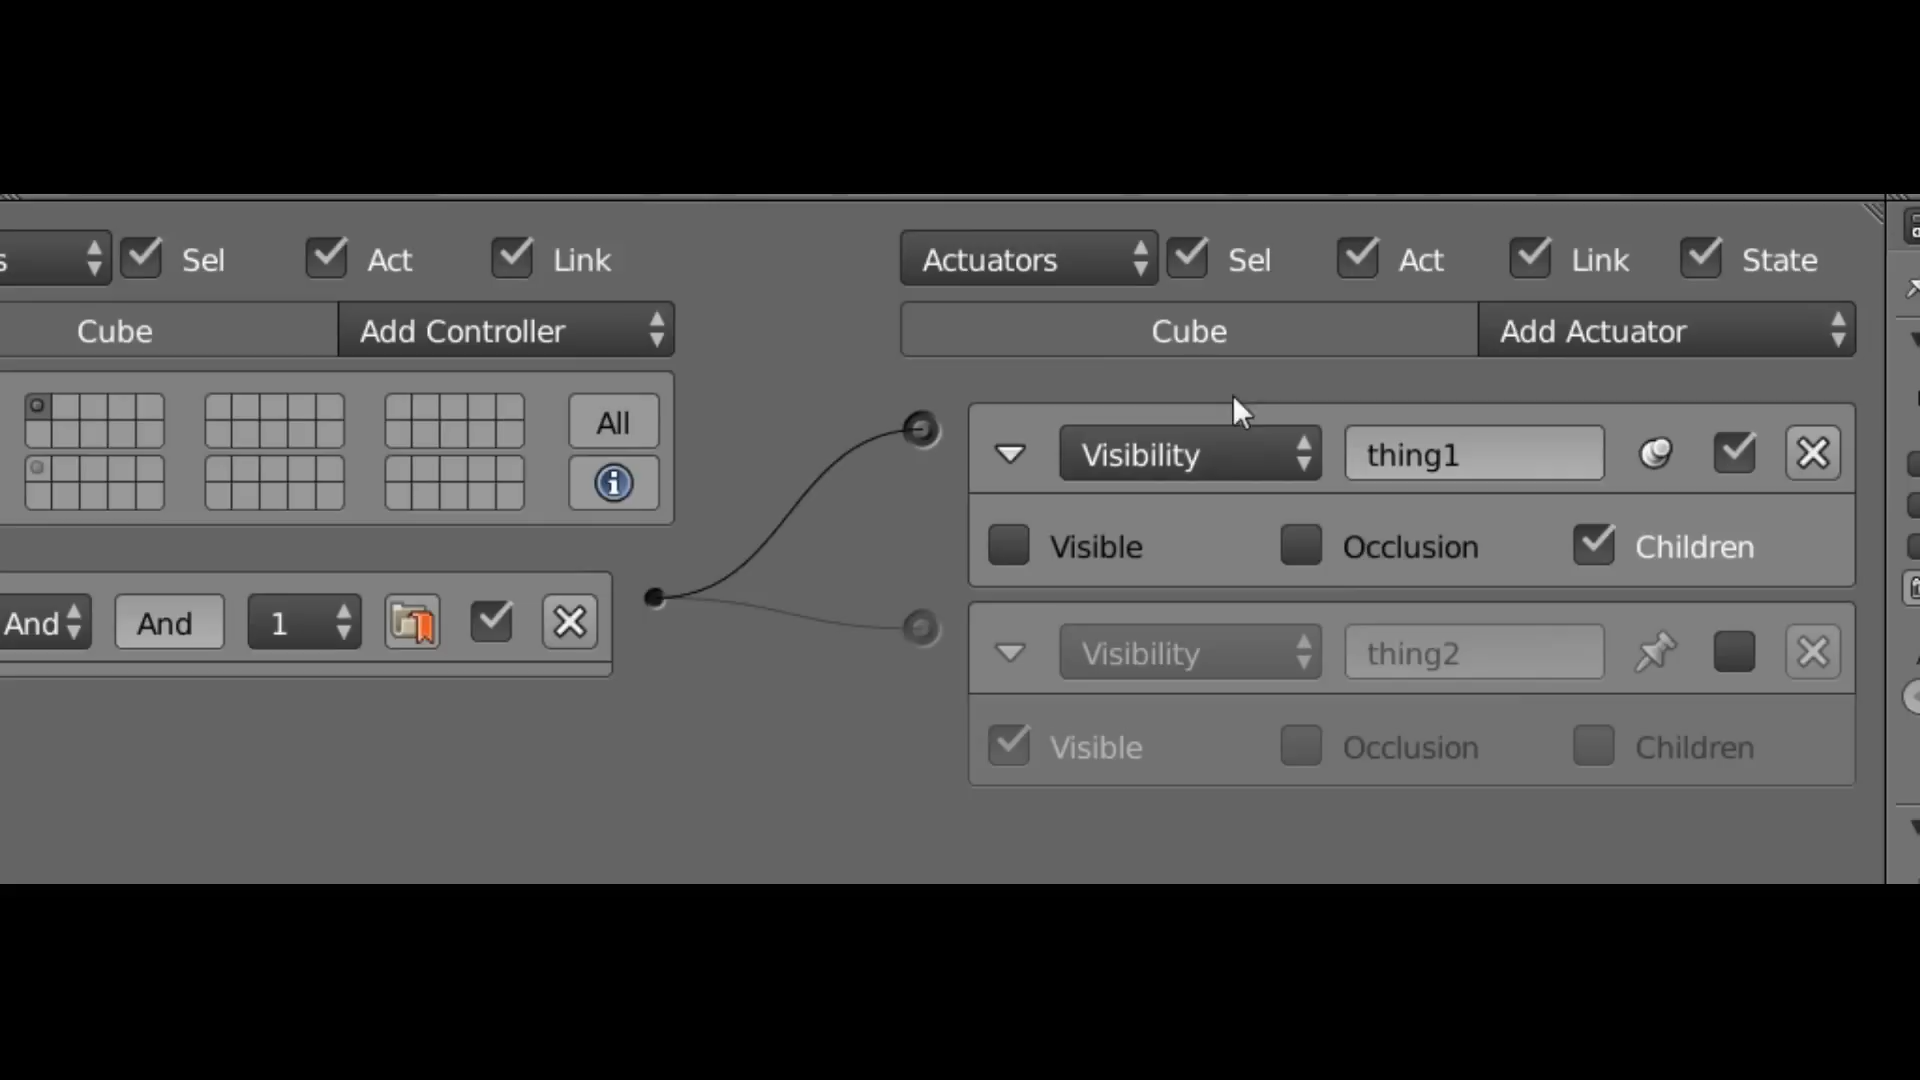 s Sel Act Link Actuators Sel Act Link State
Cube Add Controller Cube Add Actuator
All
Visibility thing1
Visible Occlusion Children
And And 1
Visibility thing2
Visible Occlusion Children